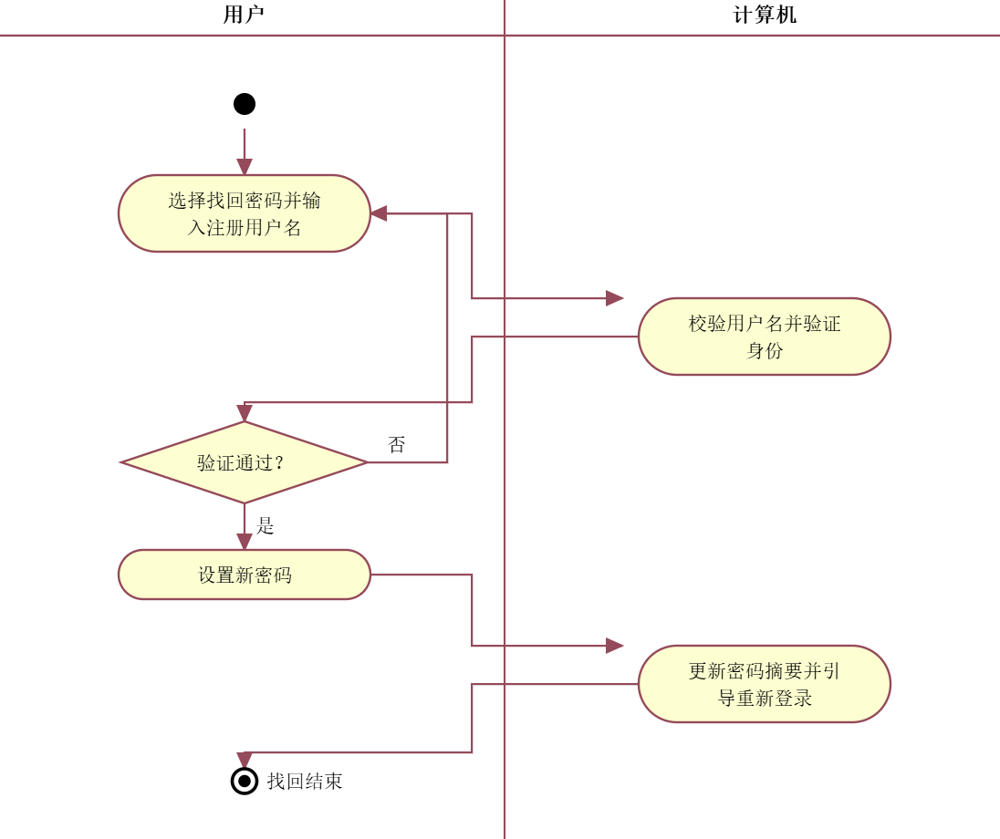 用户
计算机
选择找回密码并输
入注册用户名
校验用户名并验证
身份
验证通过？
否
是
设置新密码
更新密码摘要并引
导重新登录
找回结束